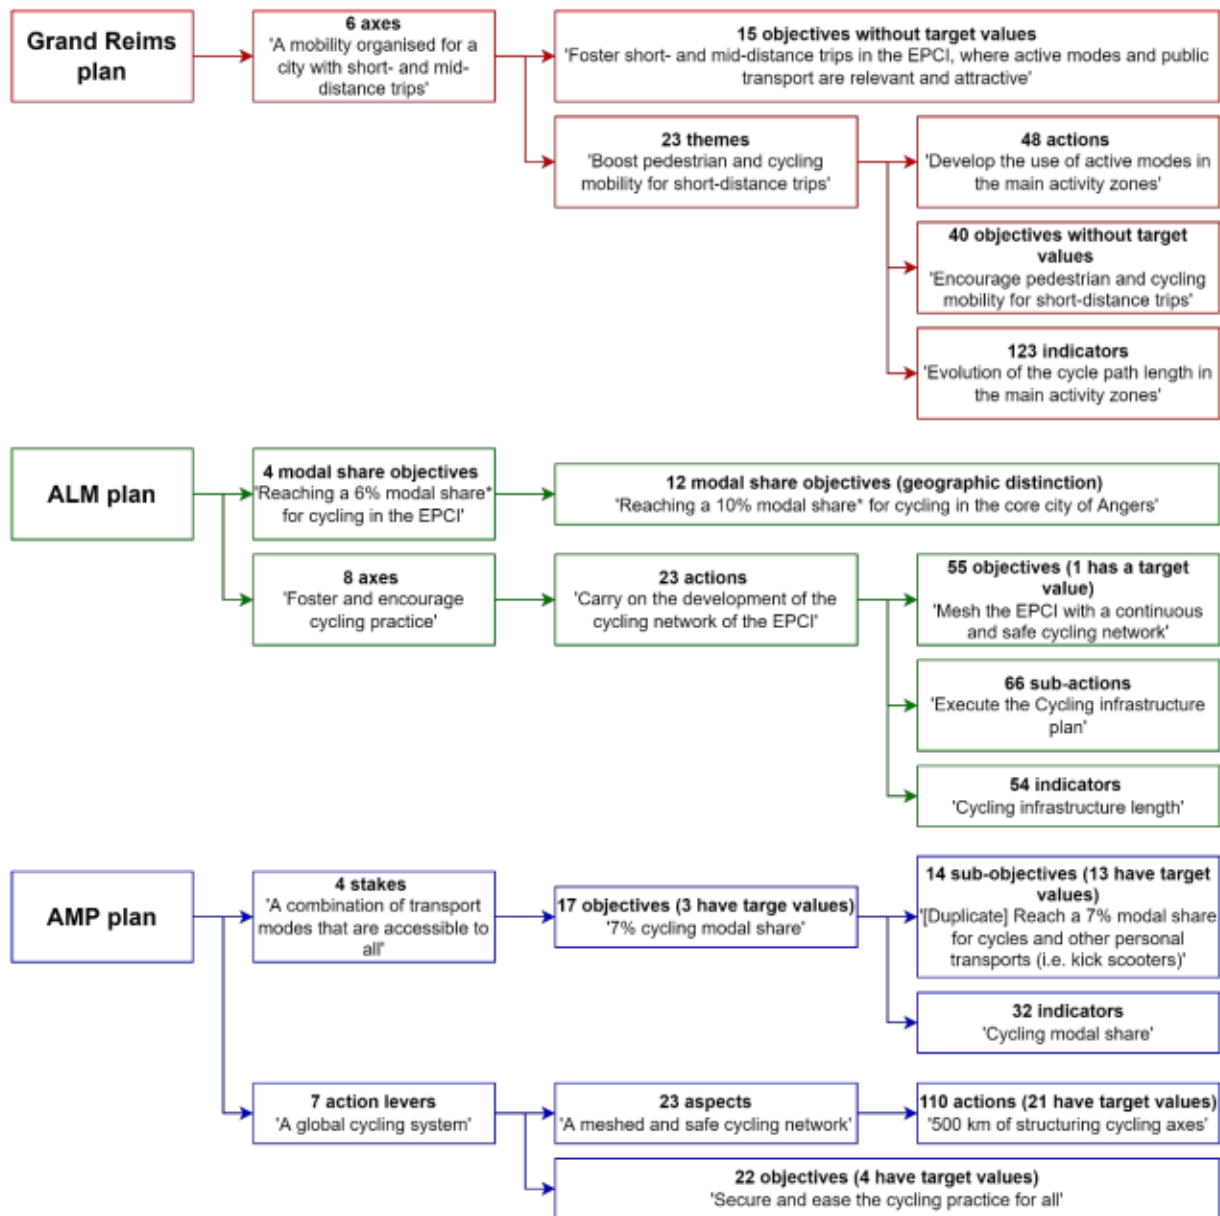 Grand Reims
plan
6 axes
'A mobility organised for a
city with short- and mid-
distance trips'
15 objectives without target values
'Foster short- and mid-distance trips in the EPCI, where active modes and public
transport are relevant and attractive'
23 themes
'Boost pedestrian and cycling
mobility for short-distance trips'
48 actions
'Develop the use of active modes in
the main activity zones'
40 objectives without target
values
'Encourage pedestrian and cycling
mobility for short-distance trips'
123 indicators
'Evolution of the cycle path length in
the main activity zones'
ALM plan
4 modal share objectives
'Reaching a 6% modal share*
for cycling in the EPCI'
12 modal share objectives (geographic distinction)
'Reaching a 10% modal share* for cycling in the core city of Angers'
8 axes
'Foster and encourage
cycling practice'
23 actions
'Carry on the development of the
cycling network of the EPCI'
55 objectives (1 has a target
value)
'Mesh the EPCI with a continuous
and safe cycling network'
66 sub-actions
'Execute the Cycling infrastructure
plan'
54 indicators
'Cycling infrastructure length'
AMP plan
4 stakes
'A combination of transport
modes that are accessible to
all'
17 objectives (3 have targe values)
'7% cycling modal share'
14 sub-objectives (13 have target
values)
'[Duplicate] Reach a 7% modal share
for cycles and other personal
transports (i.e. kick scooters)'
32 indicators
'Cycling modal share'
7 action levers
'A global cycling system'
23 aspects
'A meshed and safe cycling network'
110 actions (21 have target values)
'500 km of structuring cycling axes'
22 objectives (4 have target values)
'Secure and ease the cycling practice for all'